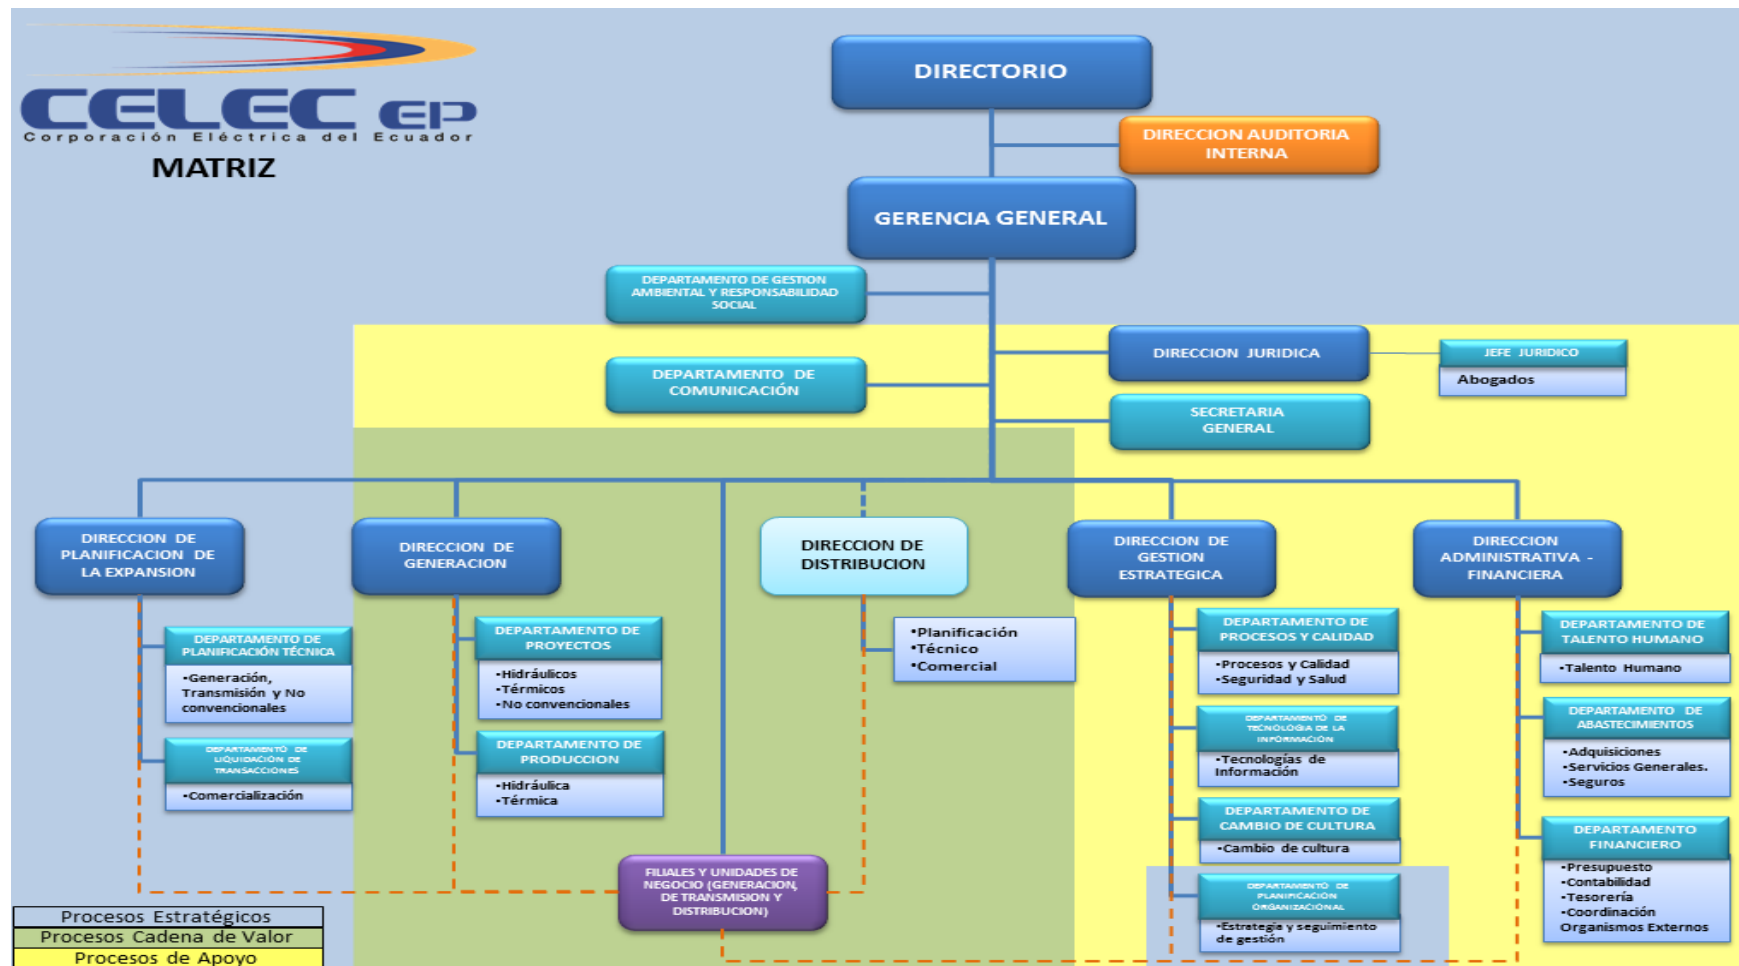 CELEC EP
Corporación Eléctrica del Ecuador
MATRIZ
DIRECTORIO
DIRECCION AUDITORIA
INTERNA
GERENCIA GENERAL
DEPARTAMENTO DE GESTION
AMBIENTAL Y RESPONSABILIDAD
SOCIAL
DIRECCION JURIDICA
JEFE JURIDICO
Abogados
DEPARTAMENTO DE
COMUNICACIÓN
SECRETARIA
GENERAL
DIRECCION DE
PLANIFICACION DE
LA EXPANSION
DIRECCION DE
GENERACION
DIRECCION DE
DISTRIBUCION
DIRECCION DE
GESTION
ESTRATEGICA
DIRECCION
ADMINISTRATIVA -
FINANCIERA
DEPARTAMENTO DE
PLANIFICACIÓN TÉCNICA
•Generación,
Transmisión y No
convencionales
DEPARTAMENTO DE
LIQUIDACIÓN DE
TRANSACCIONES
•Comercialización
DEPARTAMENTO DE
PROYECTOS
•Hidráulicos
•Térmicos
•No convencionales
DEPARTAMENTO DE
PRODUCCION
•Hidráulica
•Térmica
•Planificación
•Técnico
•Comercial
DEPARTAMENTO DE
PROCESOS Y CALIDAD
•Procesos y Calidad
•Seguridad y Salud
DEPARTAMENTO DE
TECNOLOGIA DE LA
INFORMACIÓN
•Tecnologías de
Información
DEPARTAMENTO DE
CAMBIO DE CULTURA
•Cambio de cultura
DEPARTAMENTO DE
PLANIFICACIÓN
ORGANIZACIONAL
•Estrategia y seguimiento
de gestión
DEPARTAMENTO DE
TALENTO HUMANO
•Talento Humano
DEPARTAMENTO DE
ABASTECIMIENTOS
•Adquisiciones
•Servicios Generales.
•Seguros
DEPARTAMENTO
FINANCIERO
•Presupuesto
•Contabilidad
•Tesorería
•Coordinación
Organismos Externos
FILIALES Y UNIDADES DE
NEGOCIO (GENERACION,
DE TRANSMISION Y
DISTRIBUCION)
Procesos Estratégicos
Procesos Cadena de Valor
Procesos de Apoyo